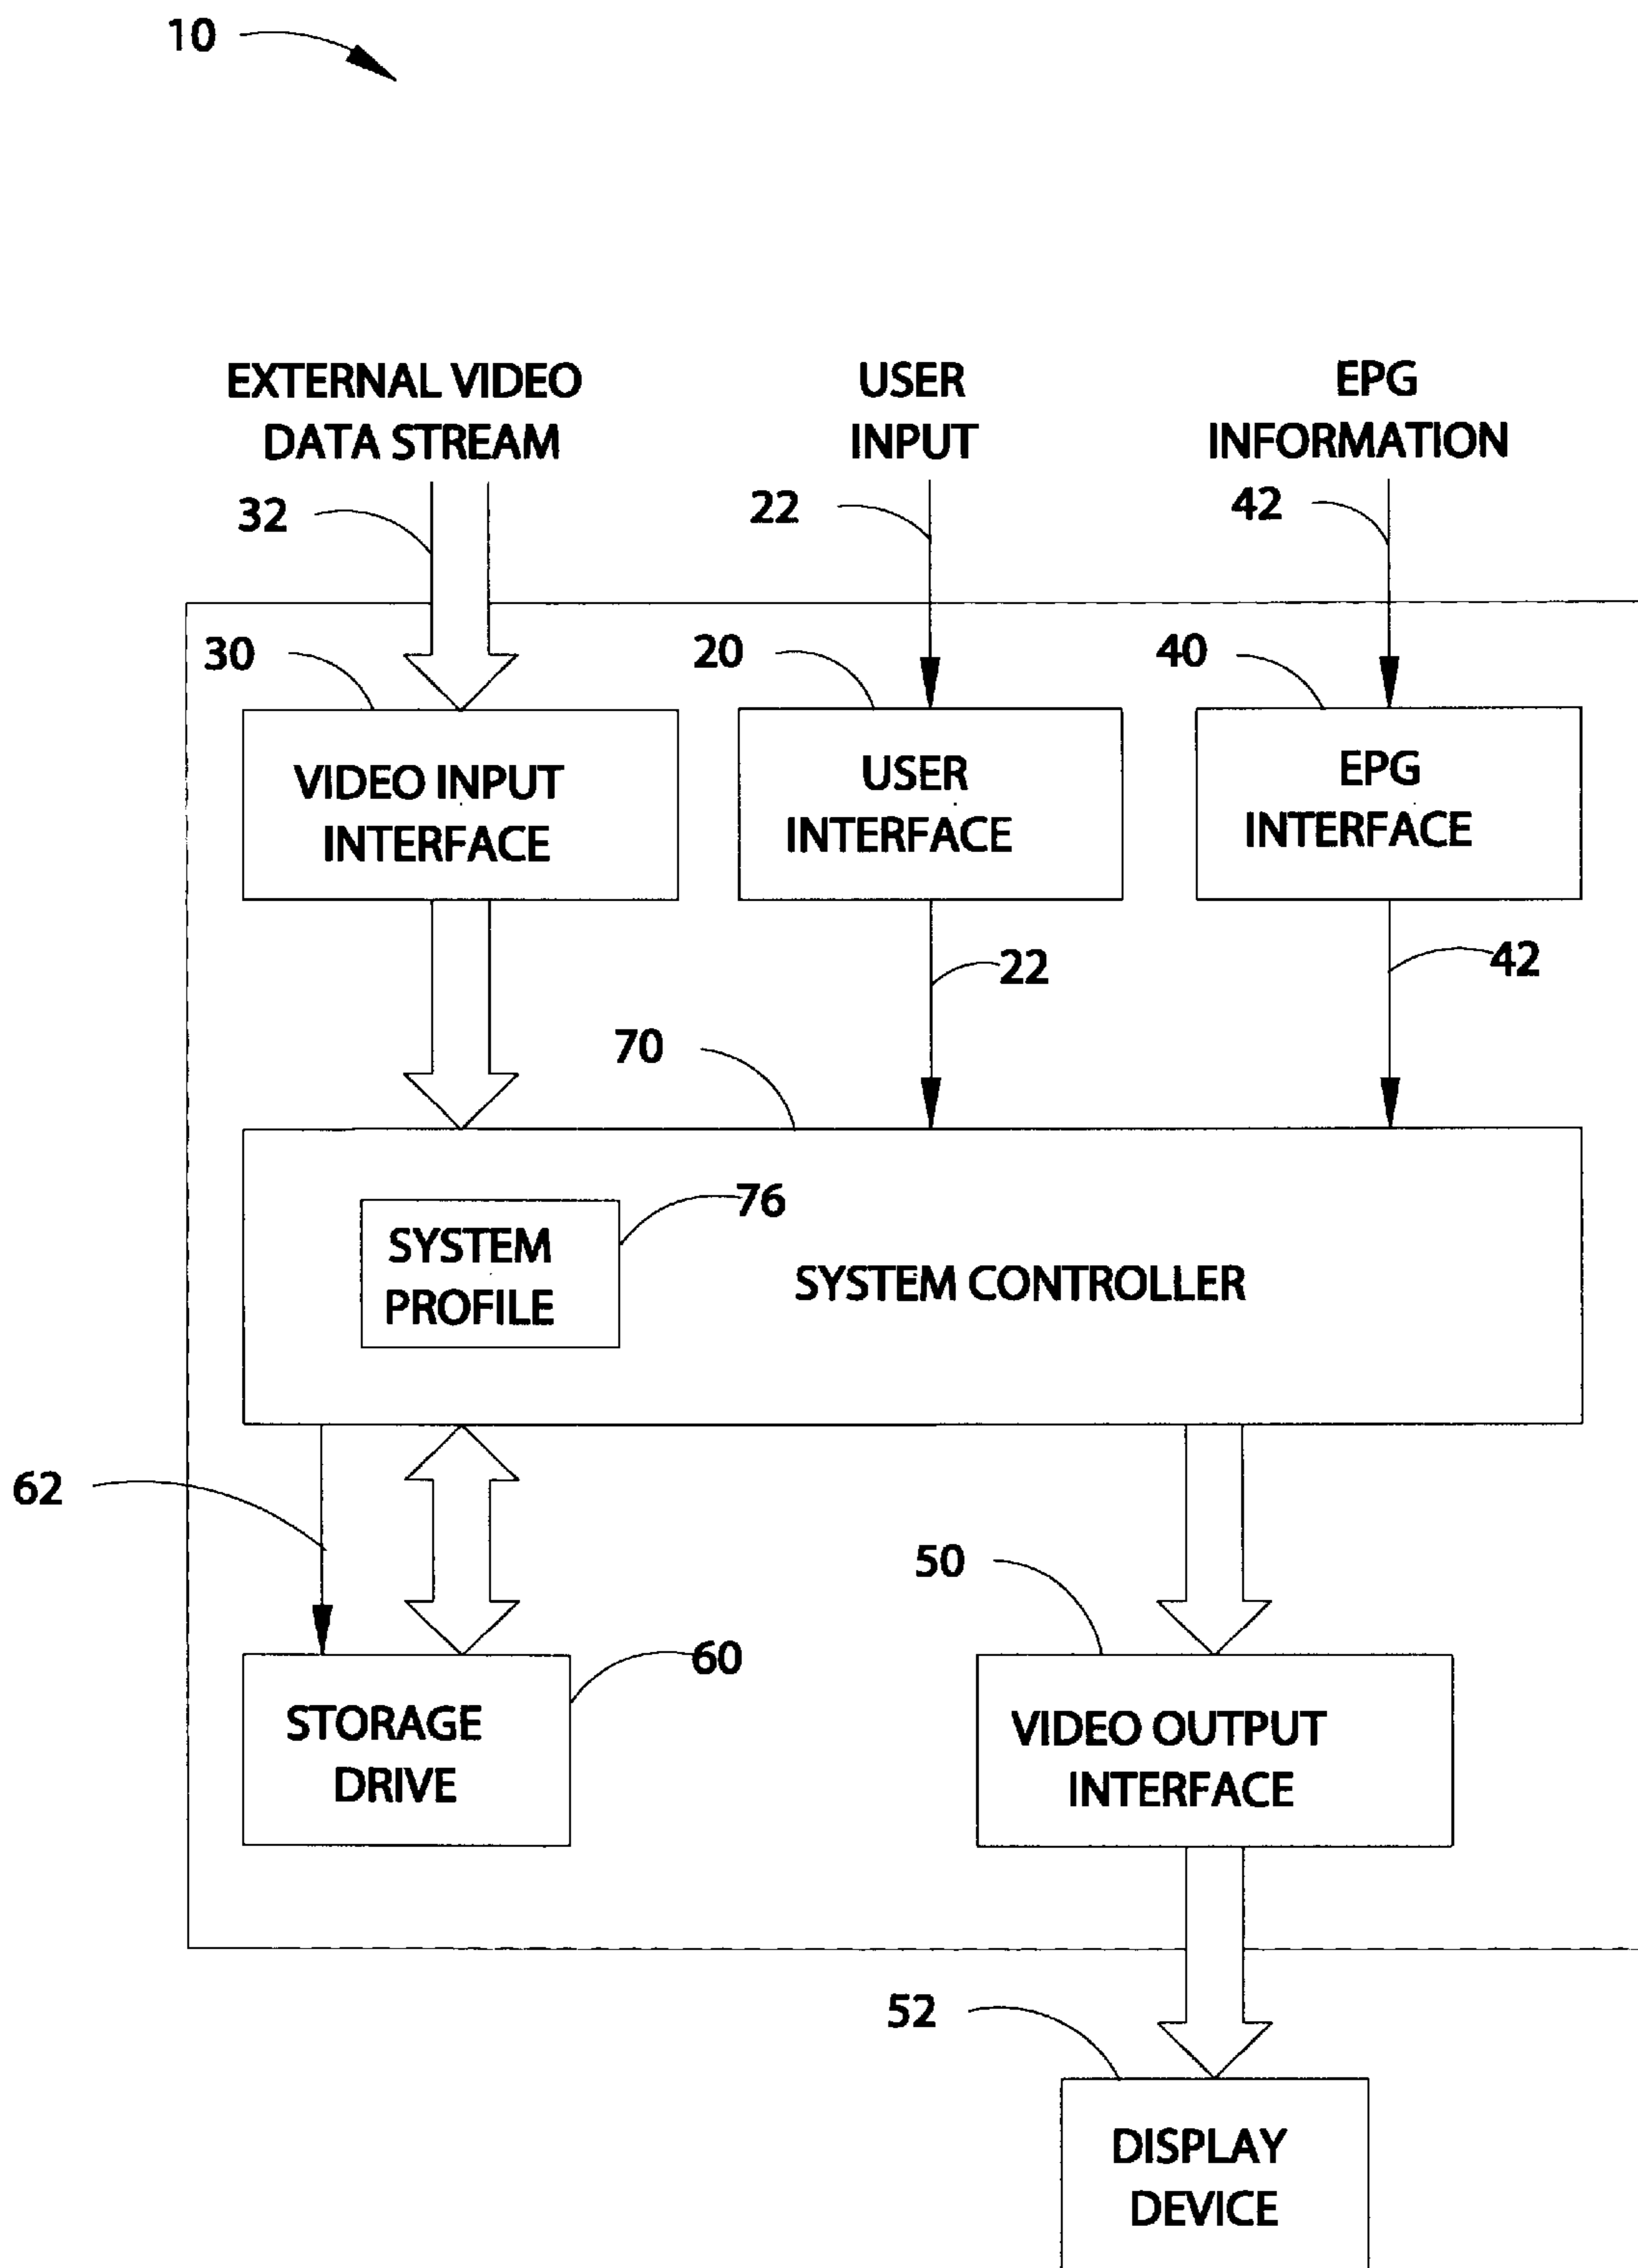 10
EXTERNAL VIDEO
DATA STREAM
USER
INPUT
EPG
INFORMATION
32
22
42
30
20
40
VIDEO INPUT
INTERFACE
USER
INTERFACE
EPG
INTERFACE
22
42
70
76
SYSTEM
PROFILE
SYSTEM CONTROLLER
62
50
60
STORAGE
DRIVE
VIDEO OUTPUT
INTERFACE
52
DISPLAY
DEVICE